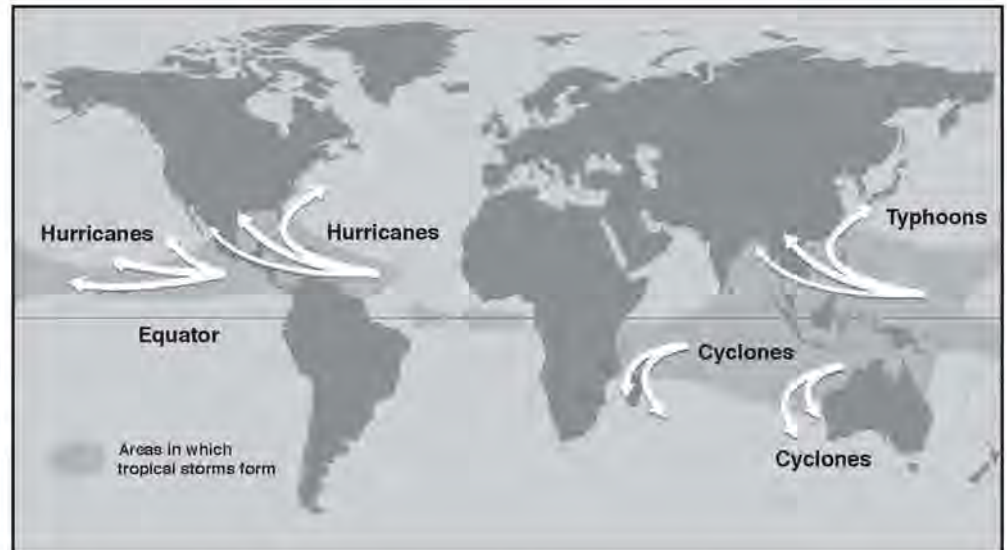 Hurricanes
Hurricanes
Typhoons
Equator
Cyclones
Areas in which
tropical storms form
Cyclones